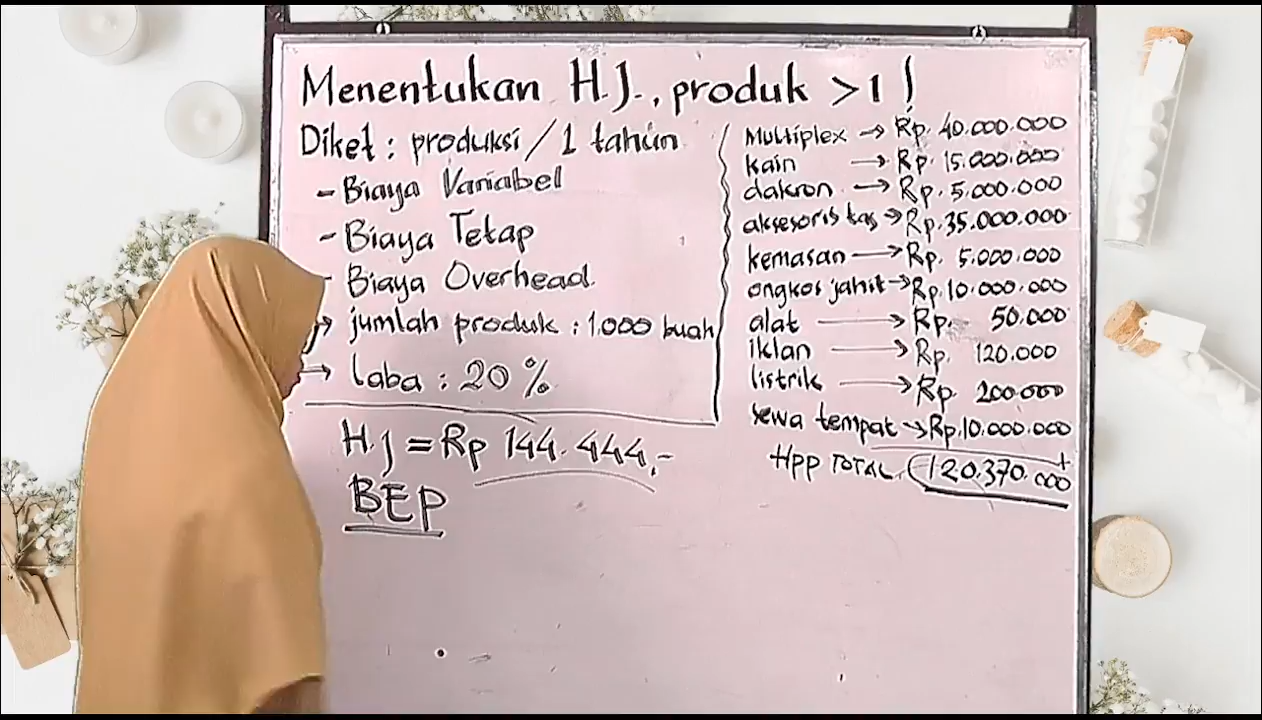 Menentukan H.J., produk >1 !
Diket : produksi / 1 tahun
- Biaya Variabel
- Biaya Tetap
- Biaya Overhead.
→ jumlah produk : 1.000 buah
→ laba : 20 %
HJ = Rp 144.444,-
BEP
Multiplex → Rp. 40.000.000
kain → Rp. 15.000.000
dakron → Rp. 5.000.000
aksesoris tas → Rp. 35.000.000
kemasan → Rp. 5.000.000
ongkos jahit → Rp. 10.000.000
alat → Rp. 50.000
iklan → Rp. 120.000
listrik → Rp. 200.000
sewa tempat → Rp. 10.000.000
+
Hpp TOTAL. 120.370.000